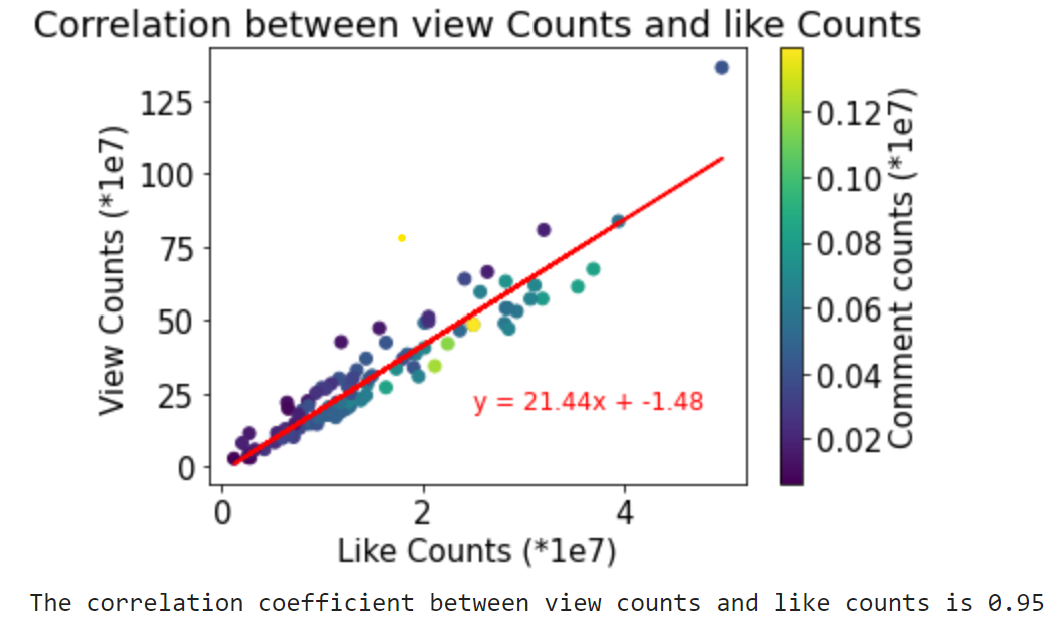 Correlation between view Counts and like Counts
View Counts (*1e7)
125
100
75
50
25
0
y = 21.44x + -1.48
0 2 4
Like Counts (*1e7)
0.12
0.10
0.08
0.06
0.04
0.02
Comment counts (*1e7)
The correlation coefficient between view counts and like counts is 0.95